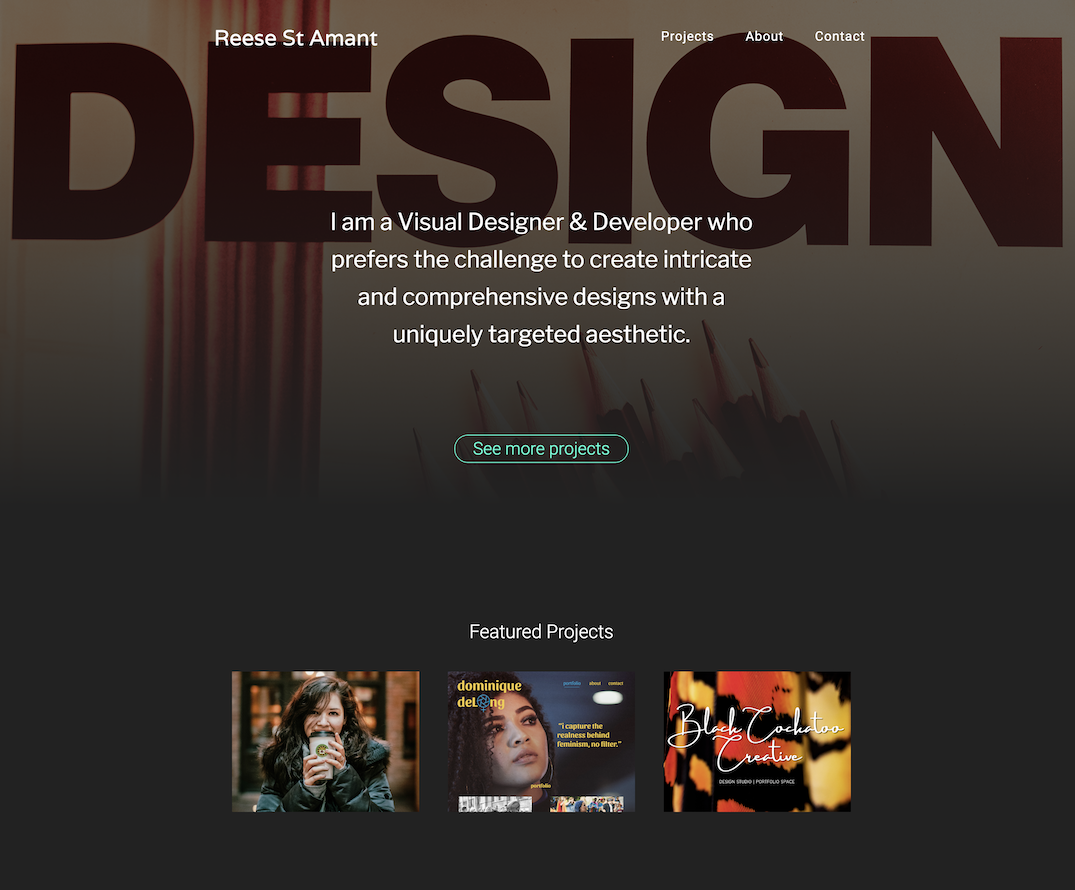 DESIGN
Reese St Amant
Projects About Contact
I am a Visual Designer & Developer who
prefers the challenge to create intricate
and comprehensive designs with a
uniquely targeted aesthetic.
See more projects
Featured Projects
dominique
deLong
portfolio about contact
"i capture the
realness behind
feminism, no filter."
portfolio
Black Cockatoo
Creative
DESIGN STUDIO | PORTFOLIO SPACE